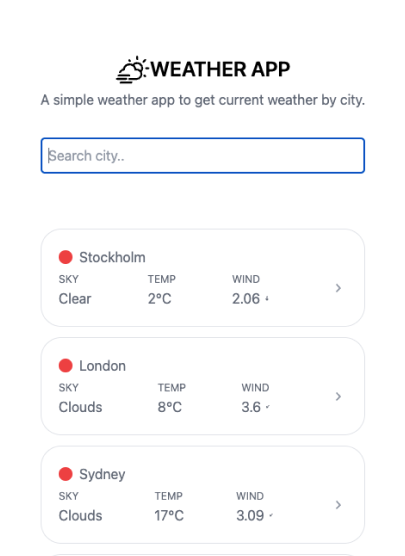 WEATHER APP
A simple weather app to get current weather by city.
Search city..
Stockholm
SKY TEMP WIND
Clear 2°C 2.06
London
SKY TEMP WIND
Clouds 8°C 3.6
Sydney
SKY TEMP WIND
Clouds 17°C 3.09